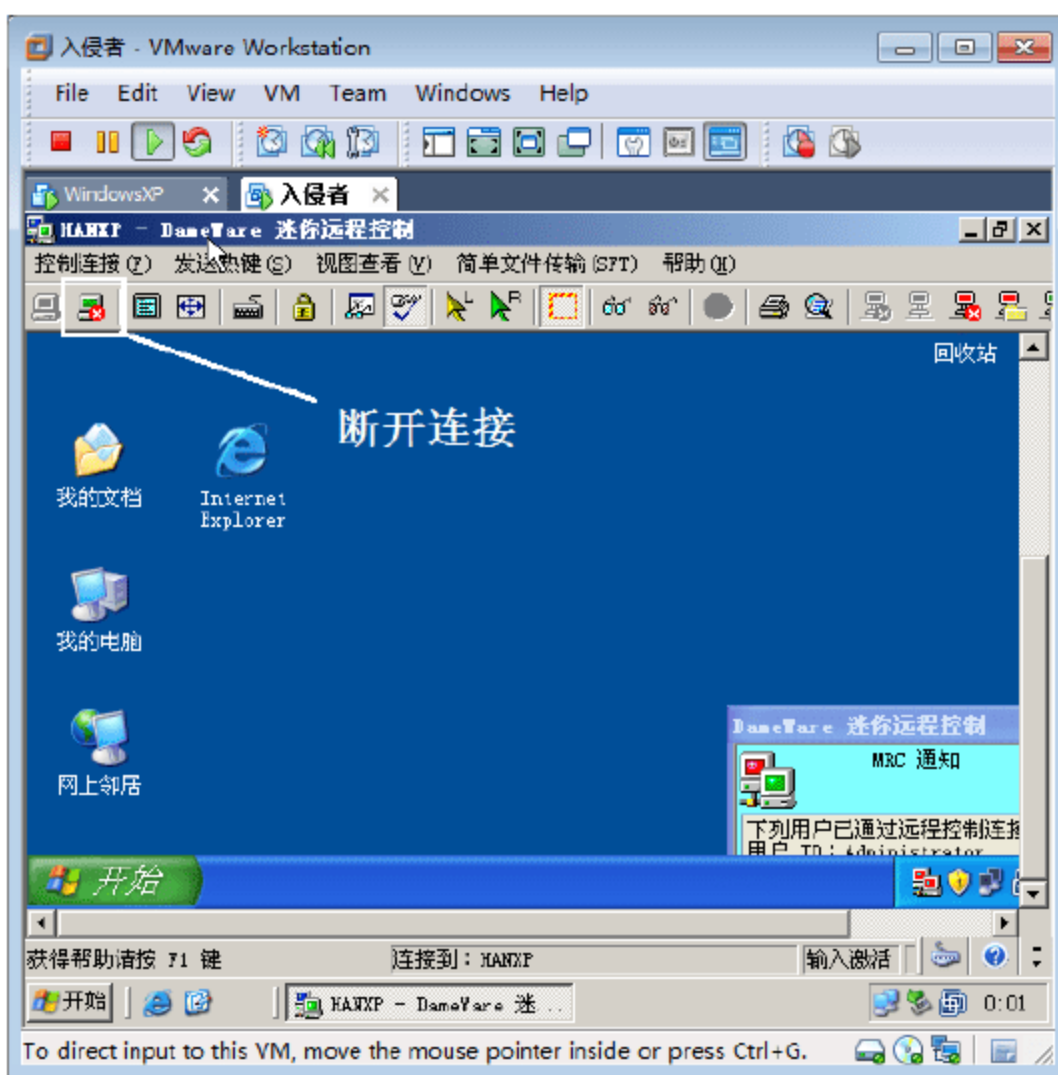 入侵者 - VMware Workstation
File Edit View VM Team Windows Help
WindowsXP
入侵者
HANXP - DameWare 迷你远程控制
控制连接(Z) 发送热键(S) 视图查看(V) 简单文件传输(SFT) 帮助(H)
回收站
断开连接
我的文档
Internet
Explorer
我的电脑
网上邻居
DameWare 迷你远程控制
MRC 通知
下列用户已通过远程控制连接
用户 ID: Administrator
开始
获得帮助请按 F1 键 连接到: HANXP 输入激活
开始 HANXP - DameWare 迷... 0:01
To direct input to this VM, move the mouse pointer inside or press Ctrl+G.